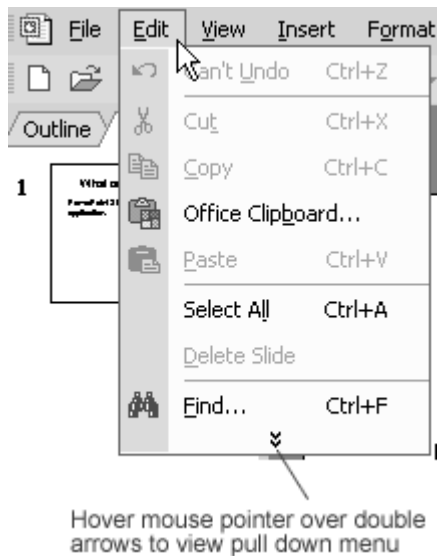 File Edit View Insert Format
Can't Undo Ctrl+Z
Outline
Cut Ctrl+X
Copy Ctrl+C
1
Office Clipboard...
Paste Ctrl+V
Select All Ctrl+A
Delete Slide
Find... Ctrl+F
Hover mouse pointer over double
arrows to view pull down menu